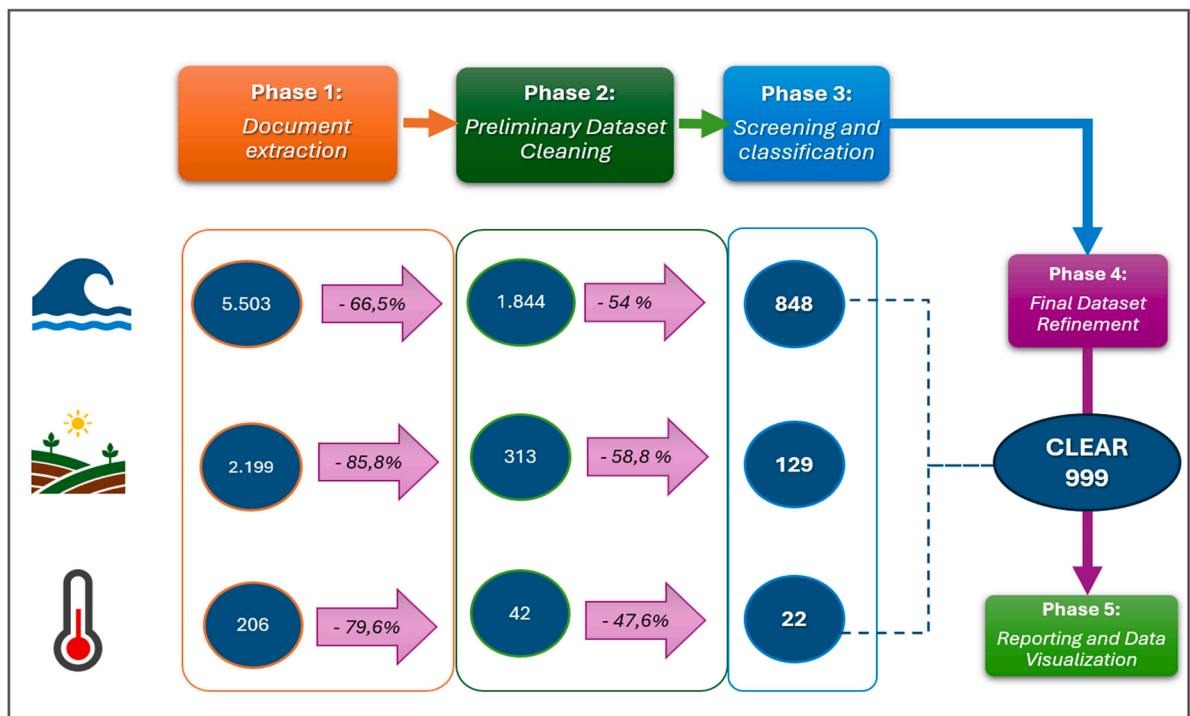 Phase 1:
Document
extraction
Phase 2:
Preliminary Dataset
Cleaning
Phase 3:
Screening and
classification
Phase 4:
Final Dataset
Refinement
5.503
- 66,5%
1.844
- 54 %
848
2.199
- 85,8%
313
- 58,8 %
129
CLEAR
999
206
- 79,6%
42
- 47,6%
22
Phase 5:
Reporting and Data
Visualization